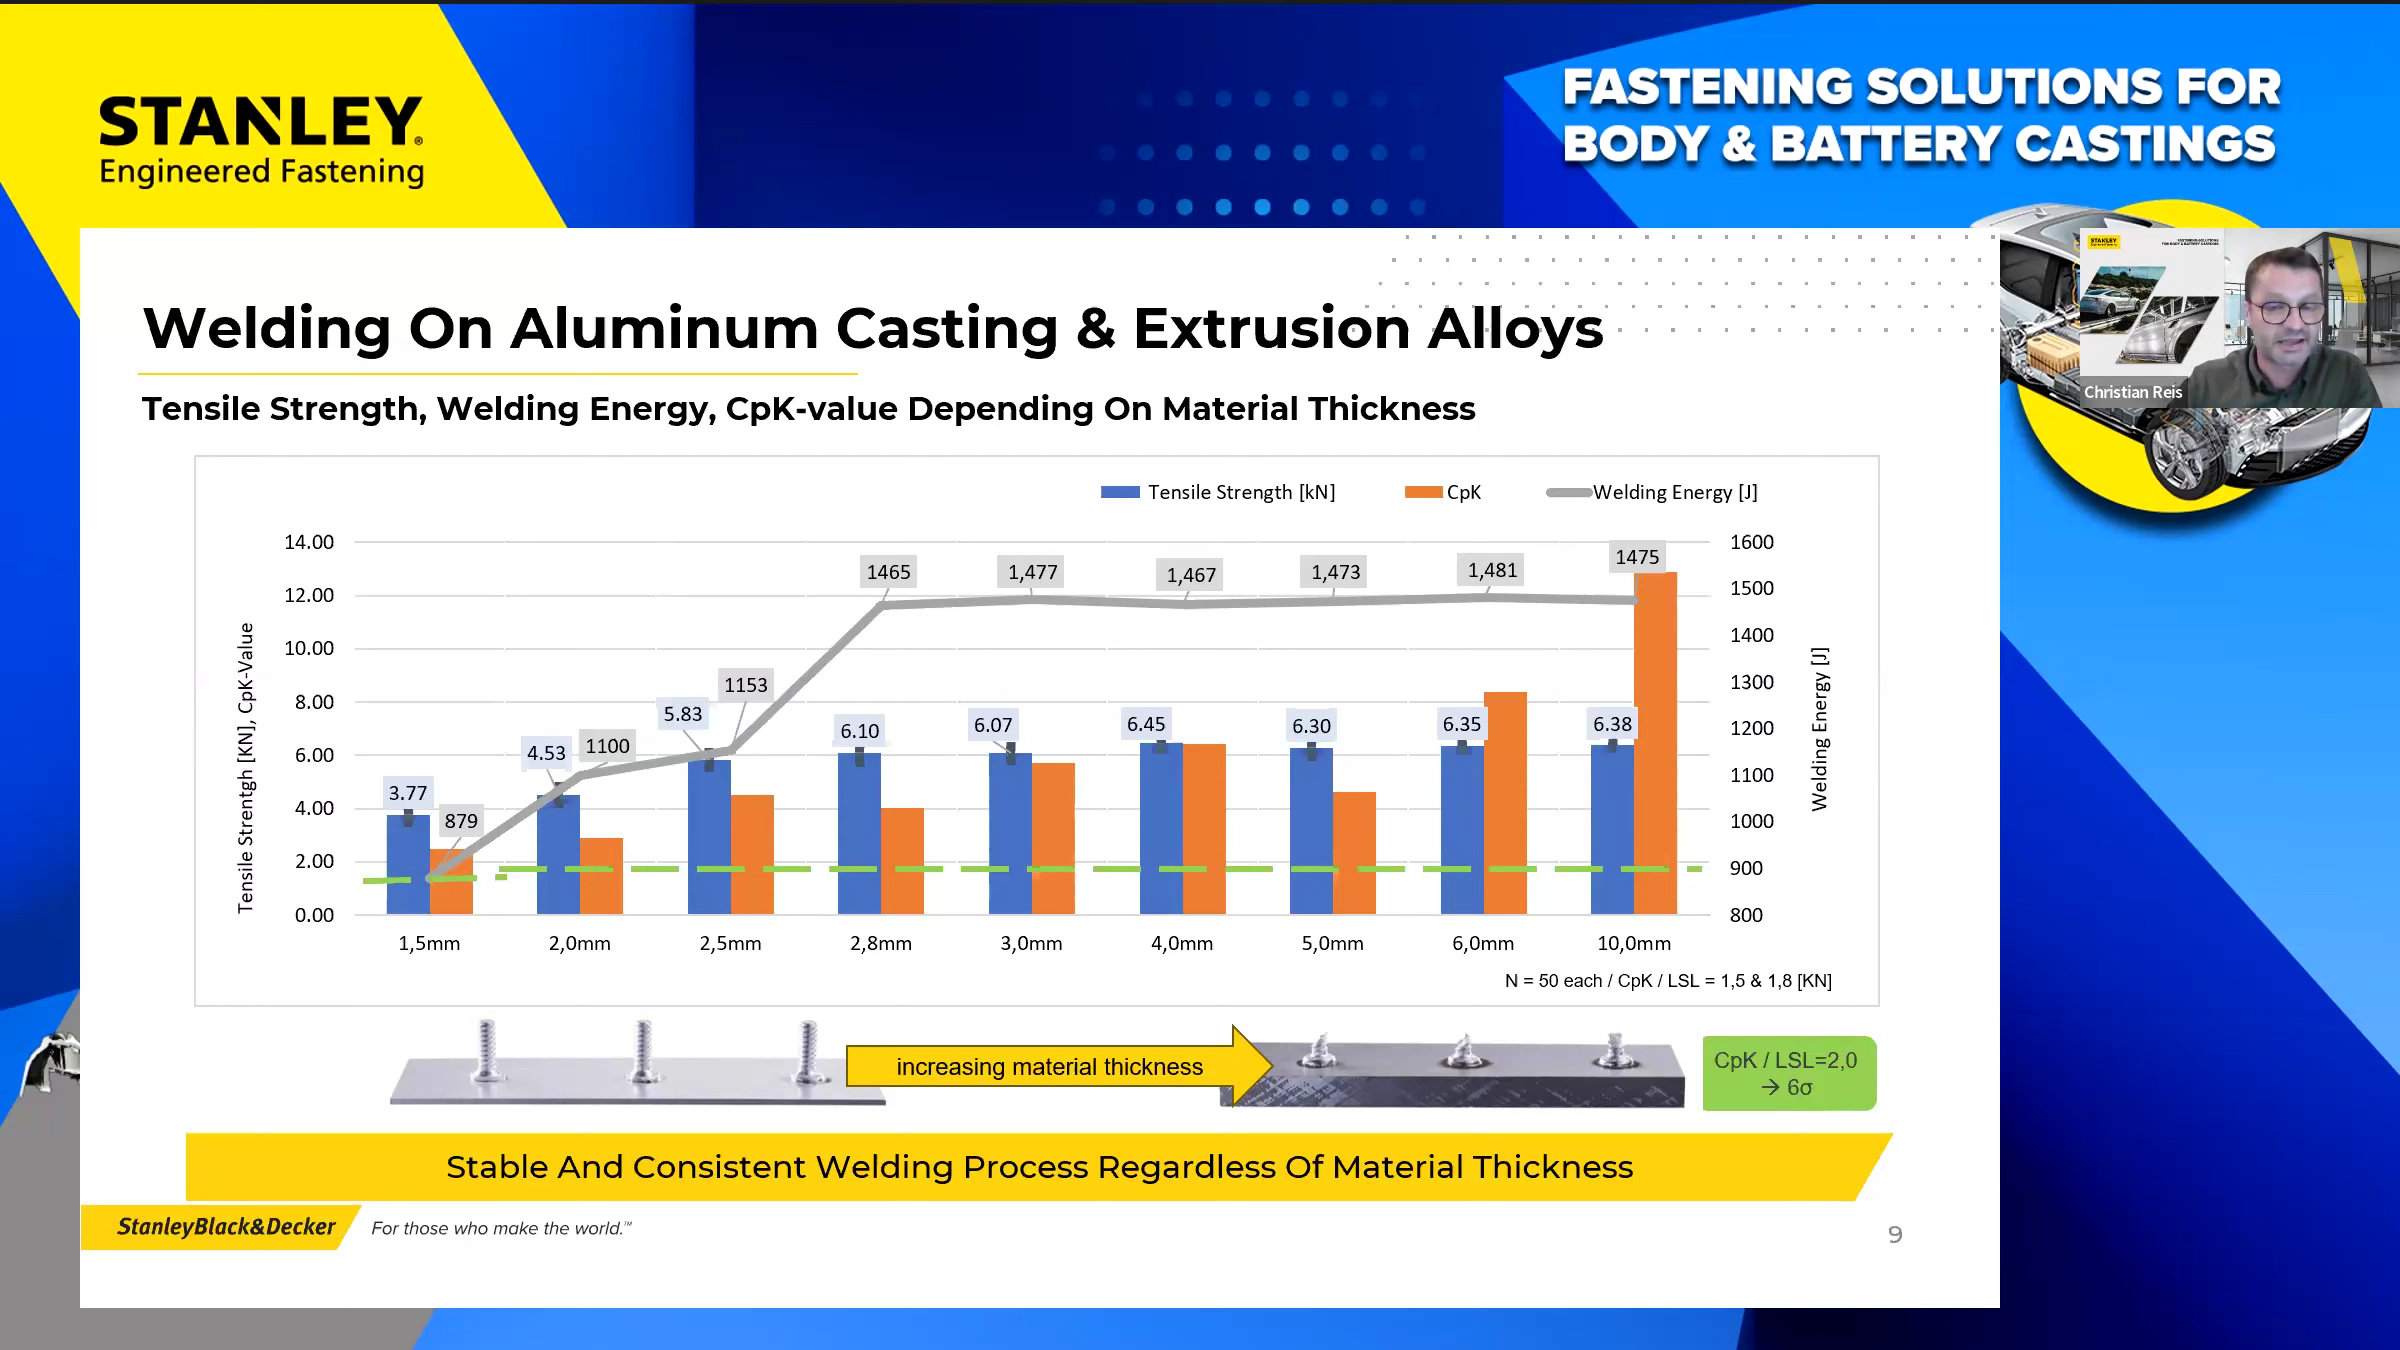 STANLEY®
Engineered Fastening
FASTENING SOLUTIONS FOR
BODY & BATTERY CASTINGS
STANLEY
Christian Reis
Welding On Aluminum Casting & Extrusion Alloys
Tensile Strength, Welding Energy, CpK-value Depending On Material Thickness
Tensile Strength [kN] CpK Welding Energy [J]
Tensile Strentgh [KN], CpK-Value
14.00
12.00
10.00
8.00
6.00
4.00
2.00
0.00
3.77 4.53 5.83 6.10 6.07 6.45 6.30 6.35 6.38
879 1100 1153 1465 1,477 1,467 1,473 1,481 1475
1600
1500
1400
1300
1200
1100
1000
900
800
Welding Energy [J]
1,5mm 2,0mm 2,5mm 2,8mm 3,0mm 4,0mm 5,0mm 6,0mm 10,0mm
N = 50 each / CpK / LSL = 1,5 & 1,8 [KN]
increasing material thickness
CpK / LSL=2,0
→ 6σ
Stable And Consistent Welding Process Regardless Of Material Thickness
StanleyBlack&Decker For those who make the world.™
9